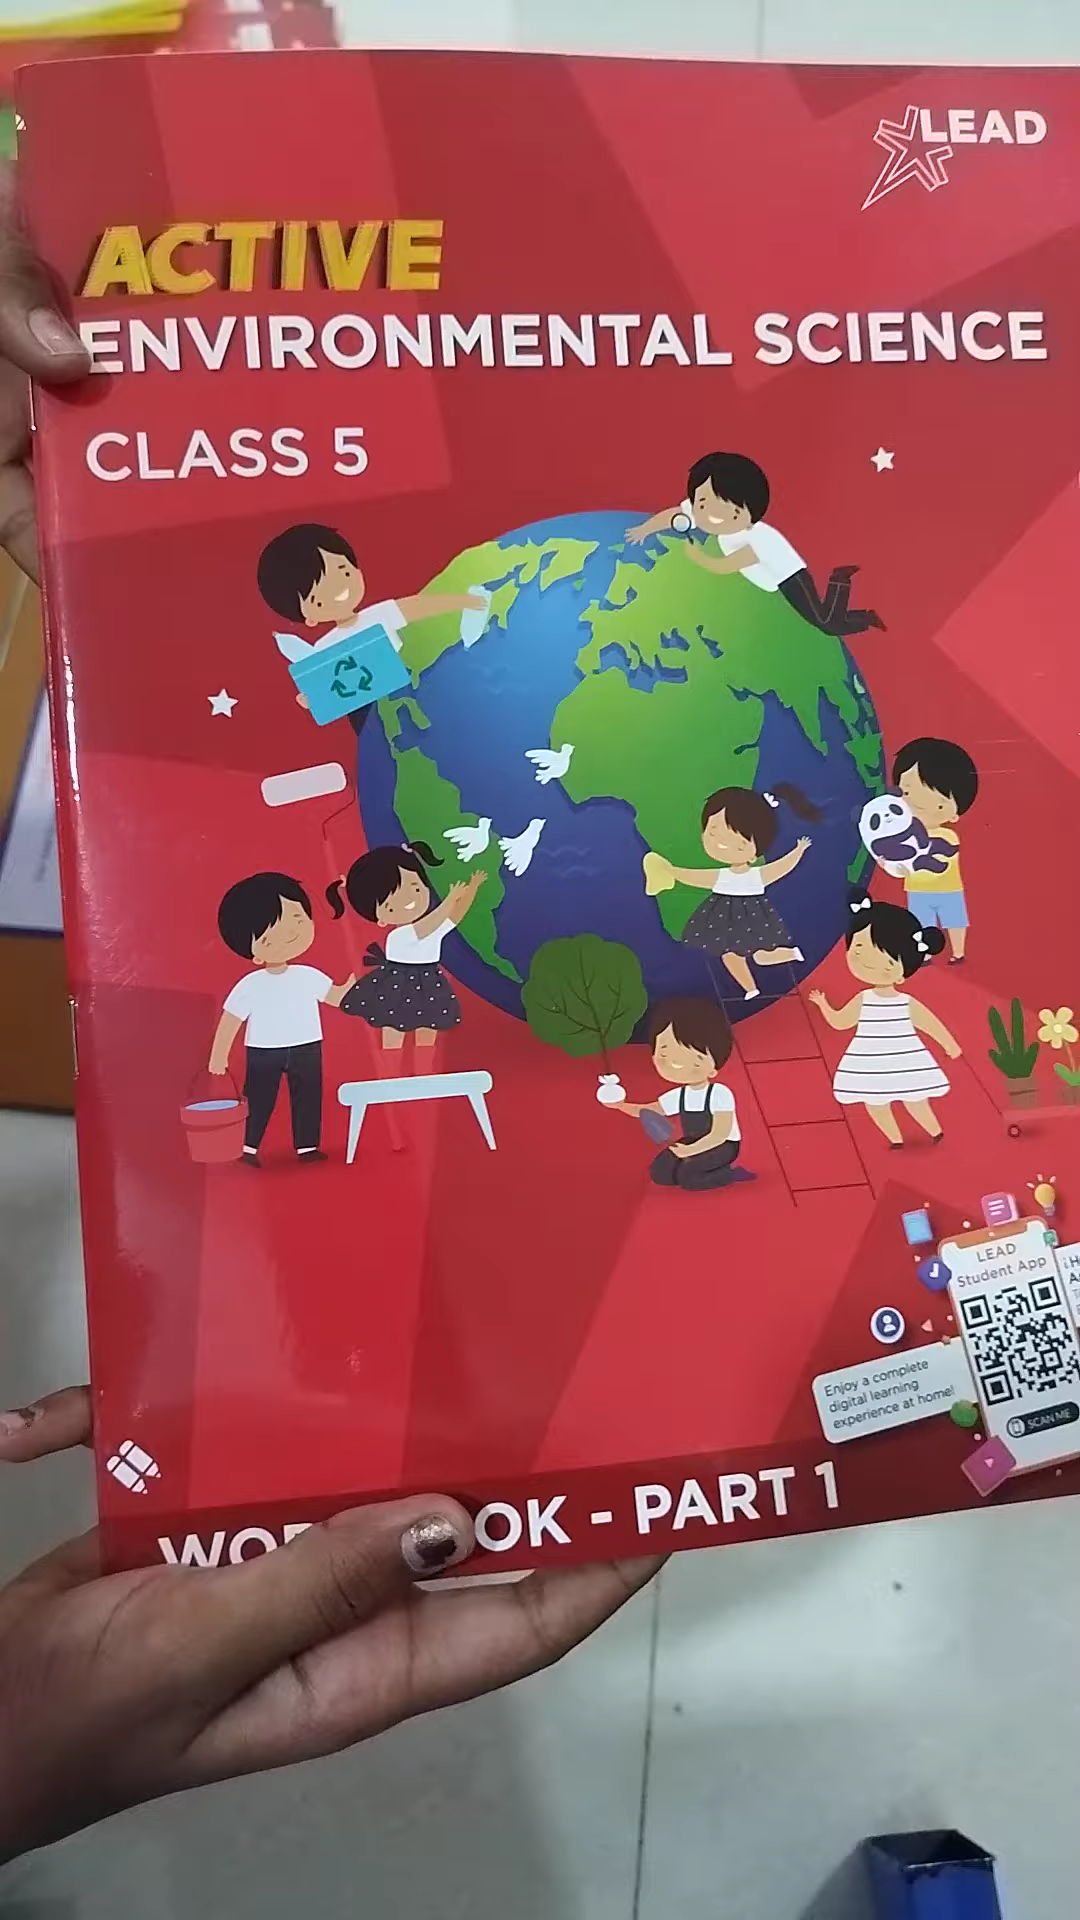 LEAD
ACTIVE
ENVIRONMENTAL SCIENCE
CLASS 5
LEAD
Student App
Enjoy a complete
digital learning
experience at home!
SCAN ME
- PART 1